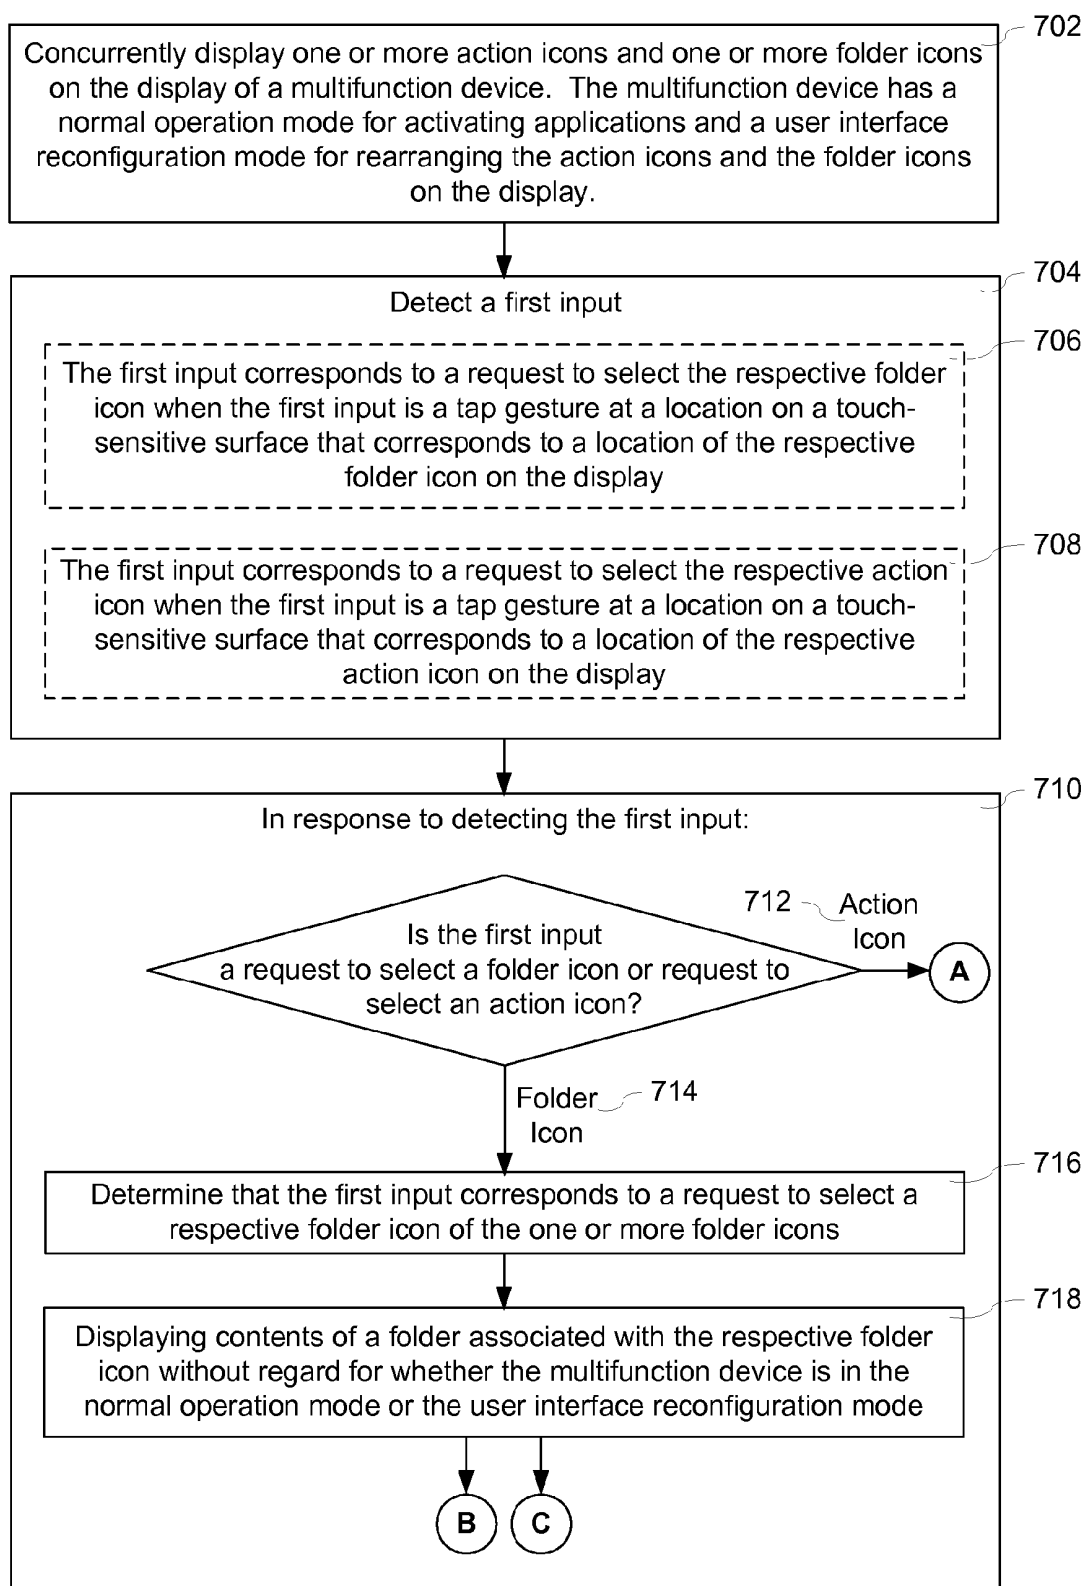 702
Concurrently display one or more action icons and one or more folder icons
on the display of a multifunction device. The multifunction device has a
normal operation mode for activating applications and a user interface
reconfiguration mode for rearranging the action icons and the folder icons
on the display.
704
Detect a first input
706
The first input corresponds to a request to select the respective folder
icon when the first input is a tap gesture at a location on a touch-
sensitive surface that corresponds to a location of the respective
folder icon on the display
708
The first input corresponds to a request to select the respective action
icon when the first input is a tap gesture at a location on a touch-
sensitive surface that corresponds to a location of the respective
action icon on the display
710
In response to detecting the first input:
712
Action
Icon
Is the first input
a request to select a folder icon or request to
select an action icon?
A
Folder
Icon
714
716
Determine that the first input corresponds to a request to select a
respective folder icon of the one or more folder icons
718
Displaying contents of a folder associated with the respective folder
icon without regard for whether the multifunction device is in the
normal operation mode or the user interface reconfiguration mode
B
C